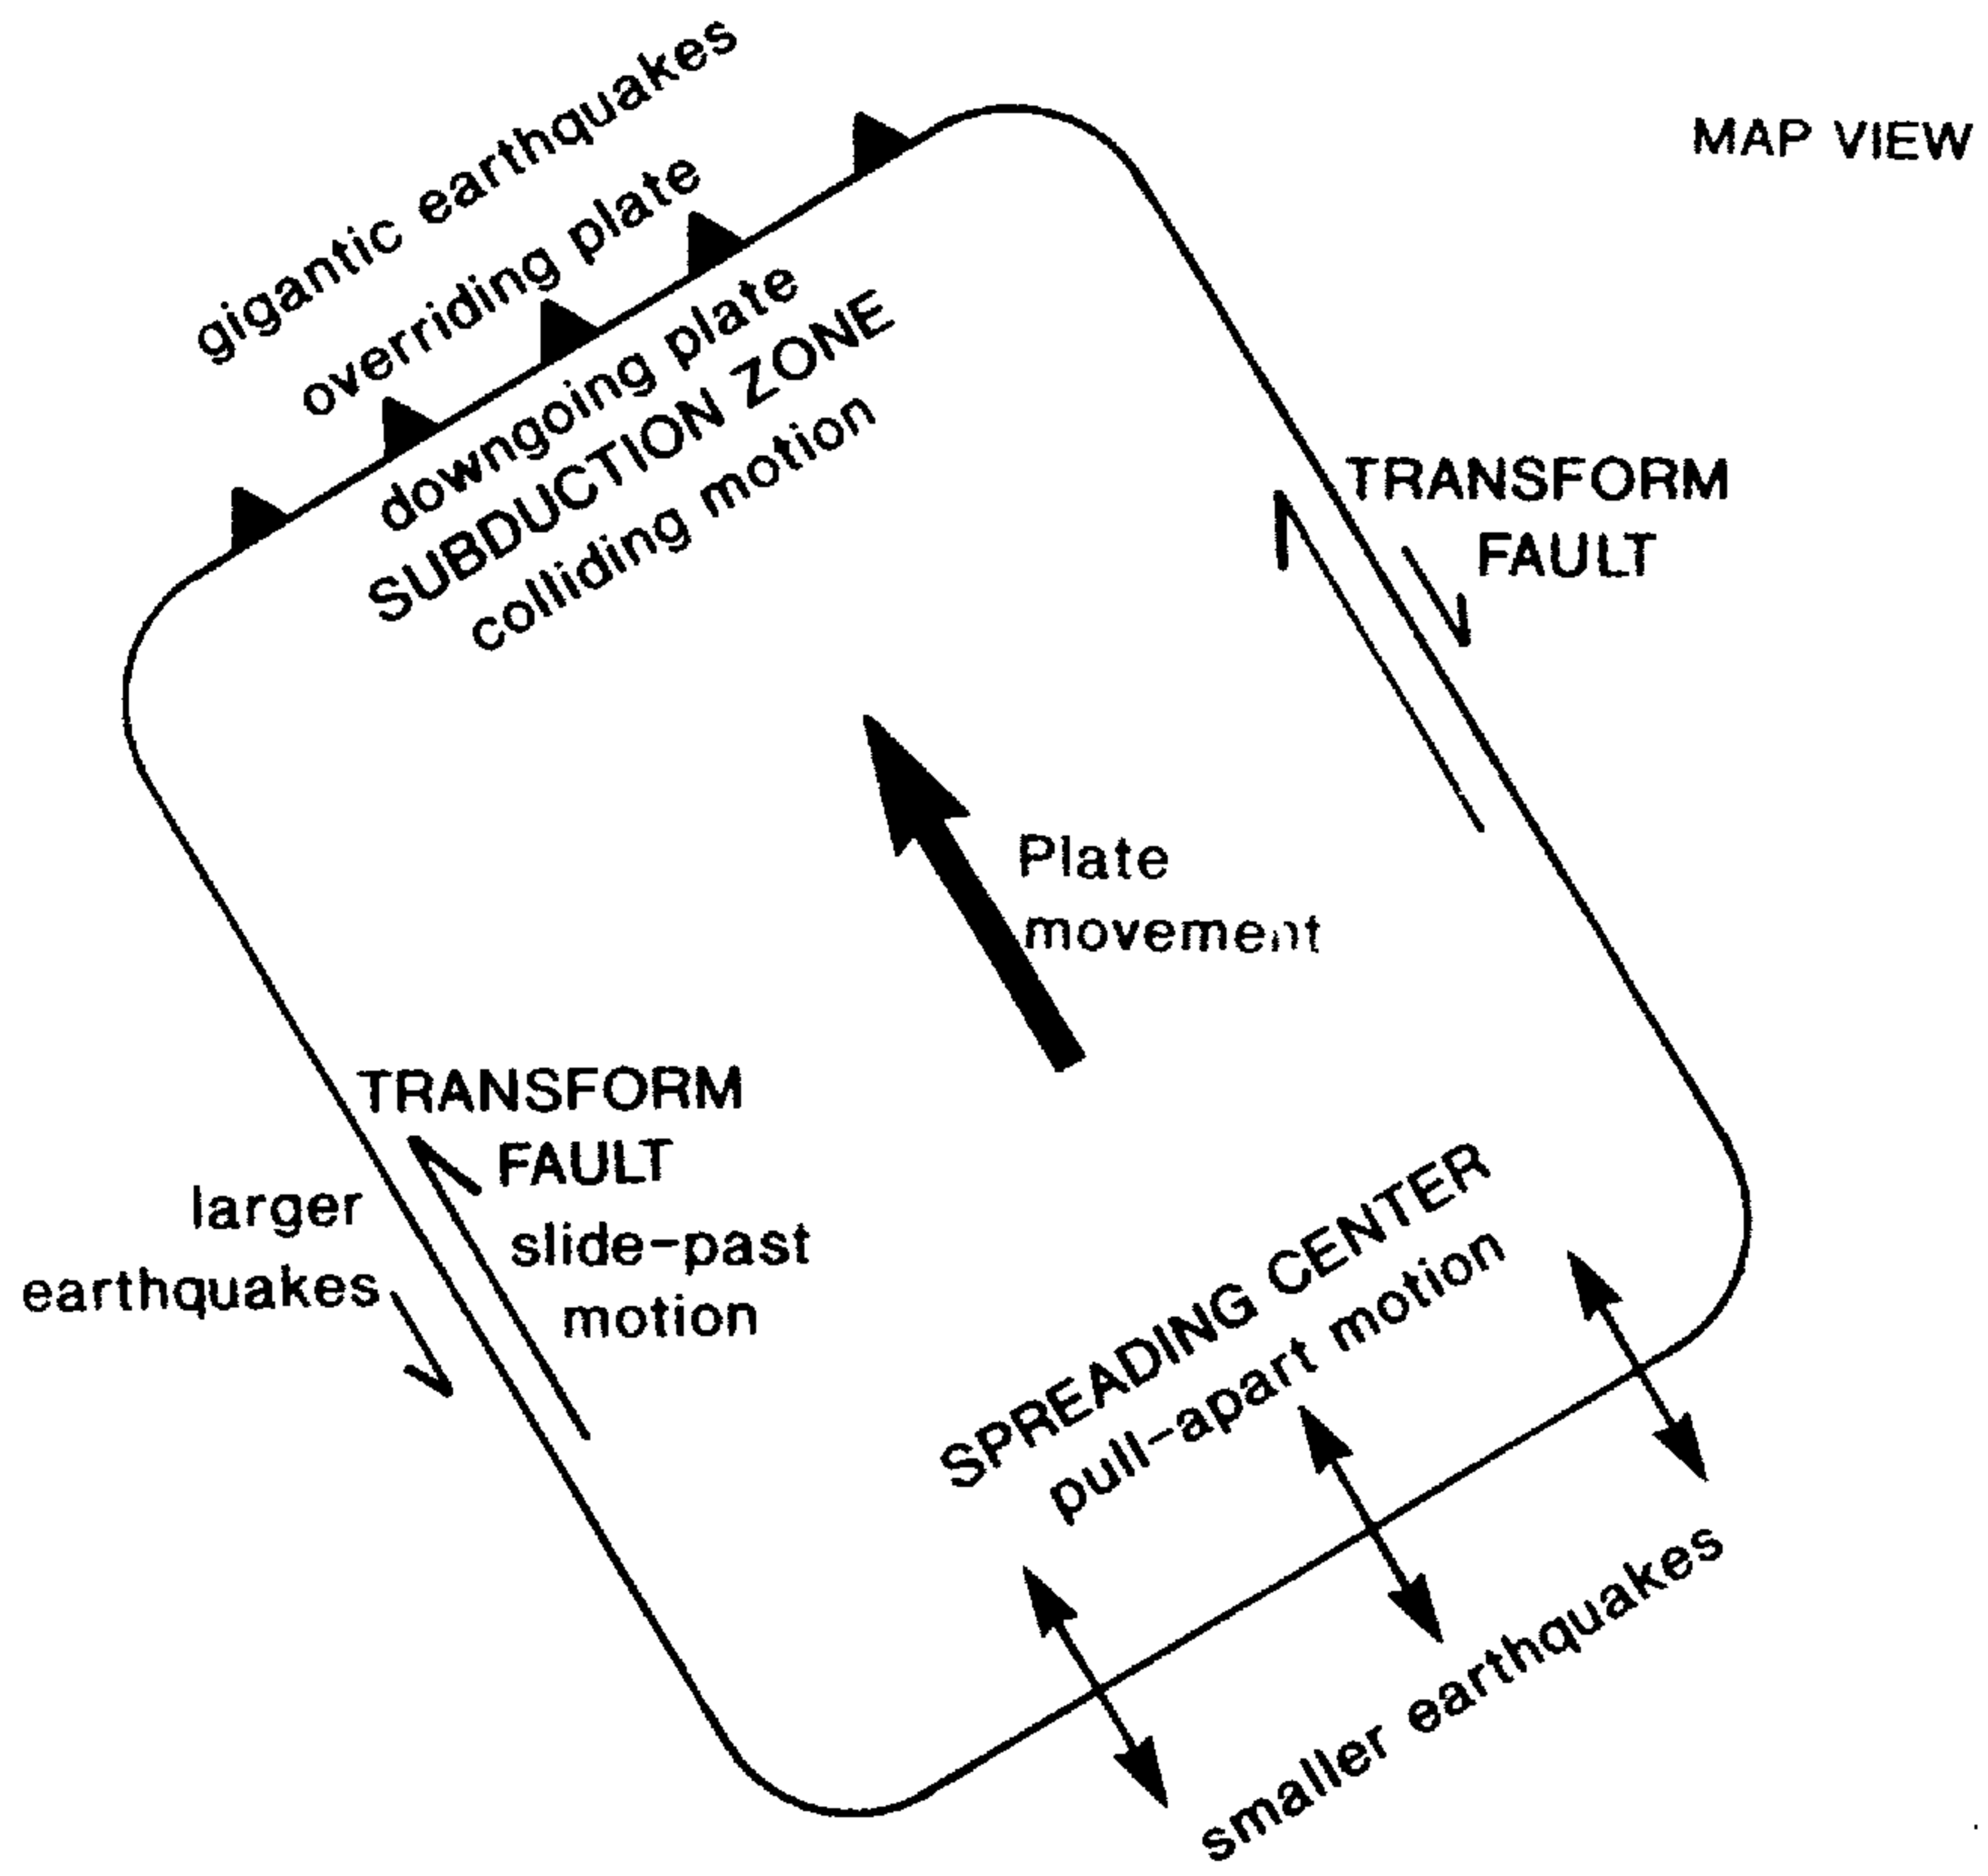 MAP VIEW
gigantic earthquakes
overriding plate
downgoing plate
SUBDUCTION ZONE
colliding motion
TRANSFORM
FAULT
Plate
movement
TRANSFORM
FAULT
slide-past
motion
larger
earthquakes
SPREADING CENTER
pull-apart motion
smaller earthquakes